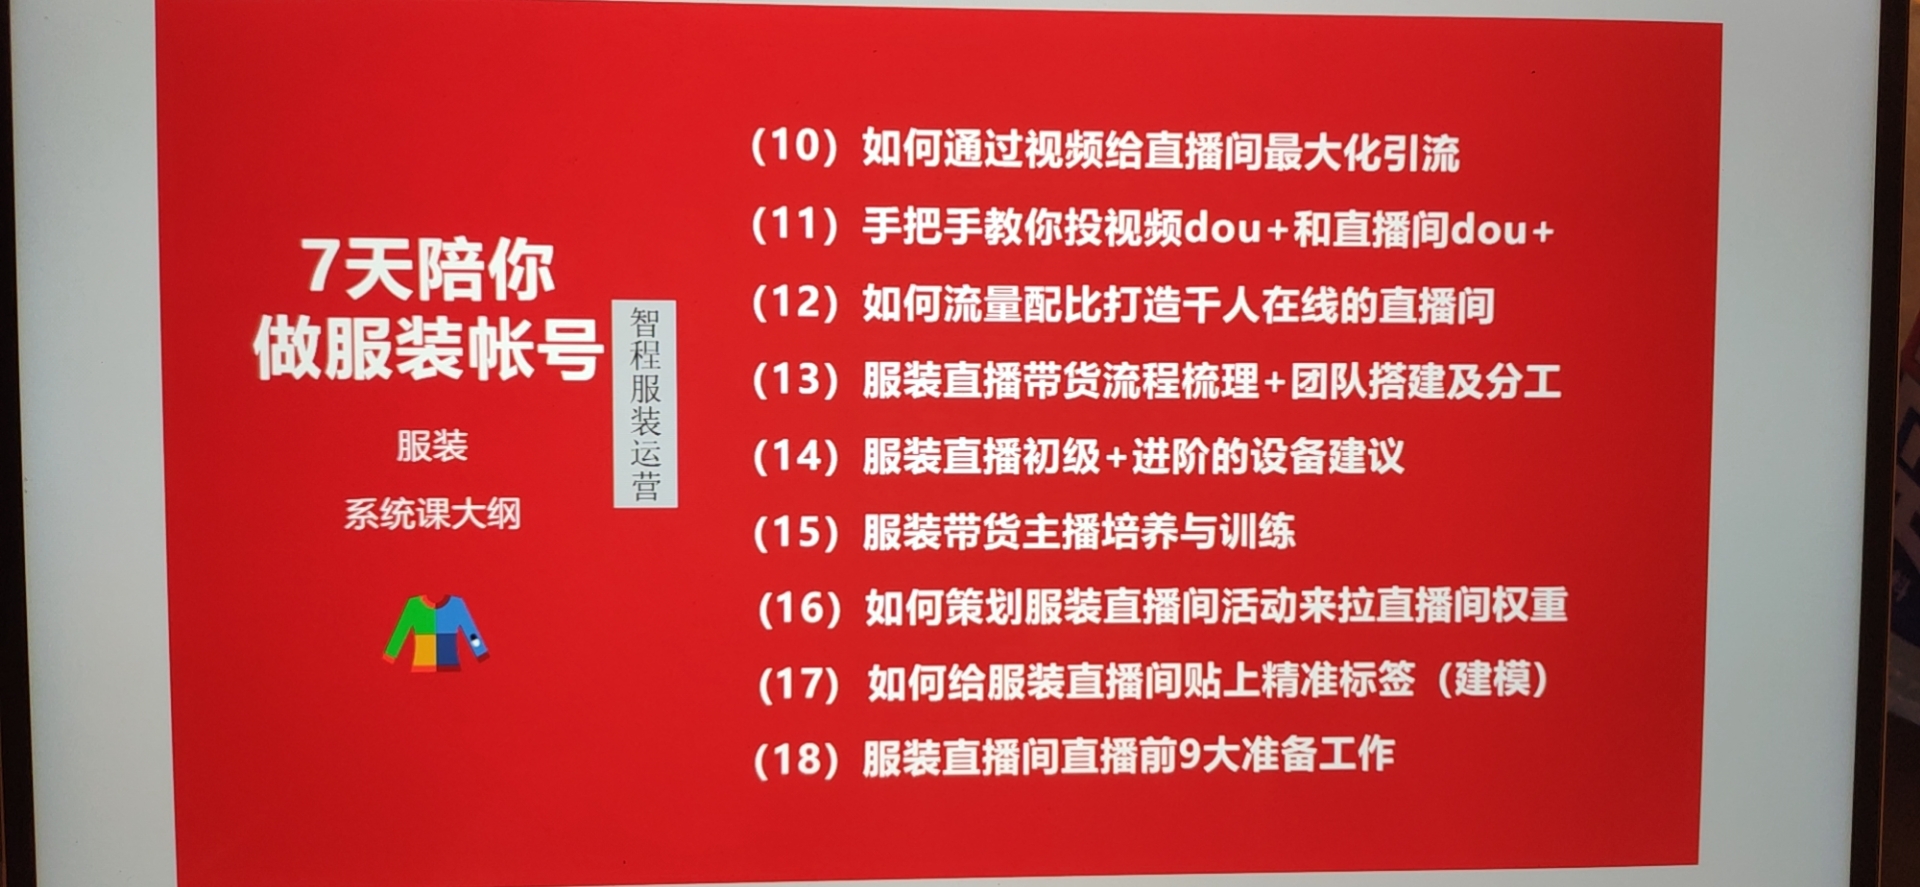 7天陪你
做服装帐号
服装
系统课大纲
智程服装运营
（10）如何通过视频给直播间最大化引流
（11）手把手教你投视频dou+和直播间dou+
（12）如何流量配比打造千人在线的直播间
（13）服装直播带货流程梳理+团队搭建及分工
（14）服装直播初级+进阶的设备建议
（15）服装带货主播培养与训练
（16）如何策划服装直播间活动来拉直播间权重
（17）如何给服装直播间贴上精准标签（建模）
（18）服装直播间直播前9大准备工作